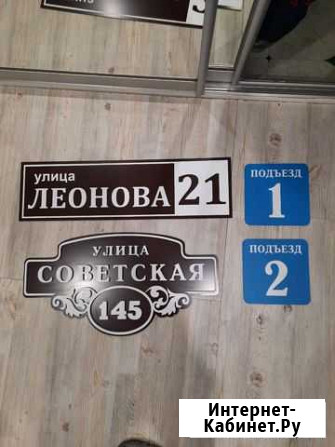 улица
ЛЕОНОВА 21
ПОДЪЕЗД
1
УЛИЦА
СОВЕТСКАЯ
145
ПОДЪЕЗД
2
Интернет-
Кабинет.Ру